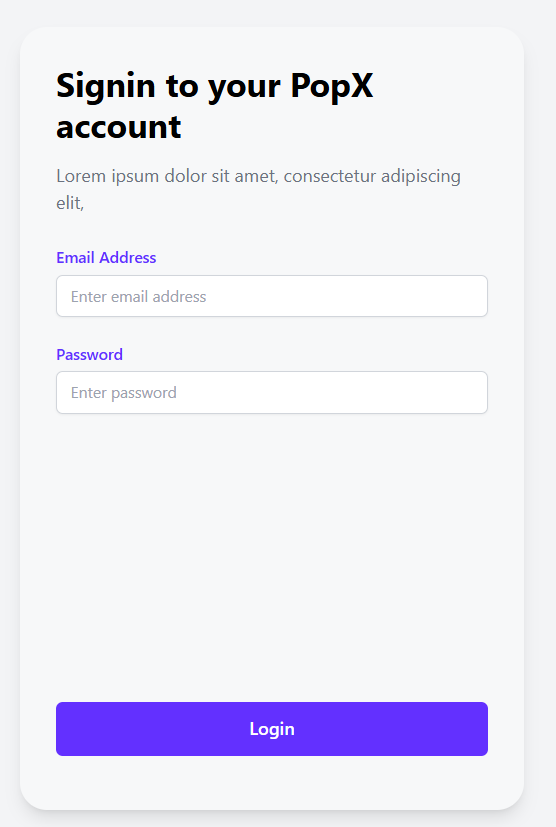 Signin to your PopX
account
Lorem ipsum dolor sit amet, consectetur adipiscing
elit,
Email Address
Enter email address
Password
Enter password
Login